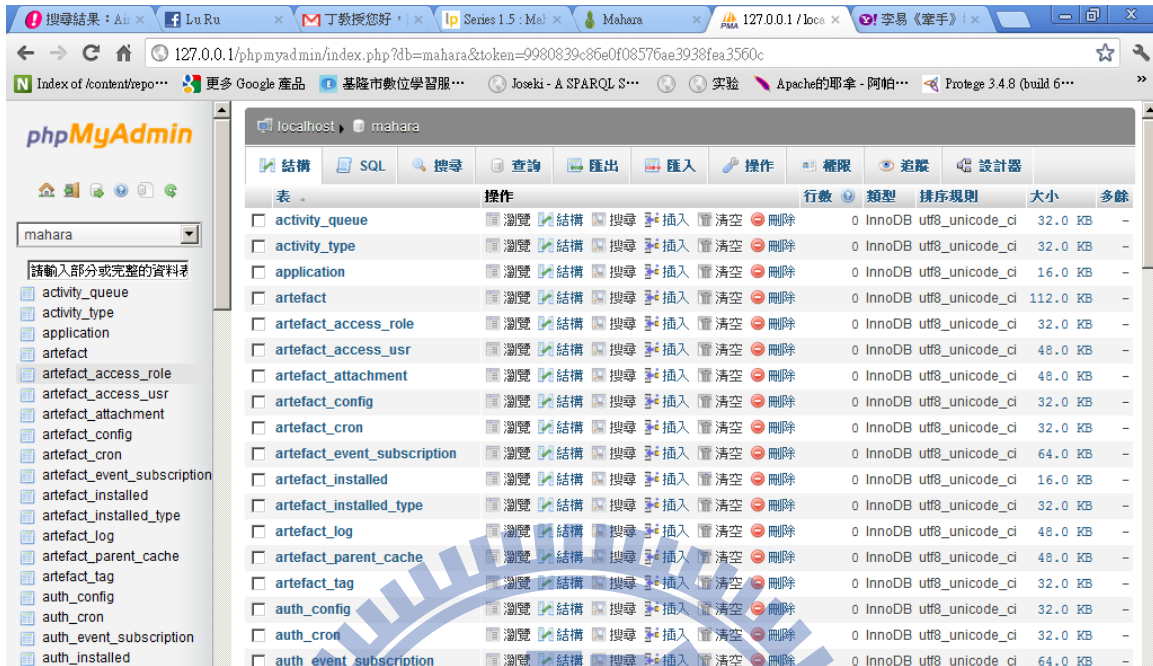 搜尋結果：Ai
Lu Ru
丁教授您好，
Series 1.5 : Mah
Mahara
127.0.0.1 / loca
李易《牽手》
127.0.0.1/phpmyadmin/index.php?db=mahara&token=9980839c86e0f08576ae3938fea3560c
Index of /content/repo⋯ 更多 Google 產品 基隆市數位學習服⋯ Joseki - A SPARQL S⋯ 实验 Apache的耶拿 - 阿帕⋯ Protege 3.4.8 (build 6⋯ »
phpMyAdmin
mahara
請輸入部分或完整的資料表
activity_queue
activity_type
application
artefact
artefact_access_role
artefact_access_usr
artefact_attachment
artefact_config
artefact_cron
artefact_event_subscription
artefact_installed
artefact_installed_type
artefact_log
artefact_parent_cache
artefact_tag
auth_config
auth_cron
auth_event_subscription
auth_installed
localhost ▸ mahara
結構 SQL 搜尋 查詢 匯出 匯入 操作 權限 追蹤 設計器
表 操作 行數 類型 排序規則 大小 多餘
activity_queue 瀏覽 結構 搜尋 插入 清空 刪除 0 InnoDB utf8_unicode_ci 32.0 KB -
activity_type 瀏覽 結構 搜尋 插入 清空 刪除 0 InnoDB utf8_unicode_ci 32.0 KB -
application 瀏覽 結構 搜尋 插入 清空 刪除 0 InnoDB utf8_unicode_ci 16.0 KB -
artefact 瀏覽 結構 搜尋 插入 清空 刪除 0 InnoDB utf8_unicode_ci 112.0 KB -
artefact_access_role 瀏覽 結構 搜尋 插入 清空 刪除 0 InnoDB utf8_unicode_ci 32.0 KB -
artefact_access_usr 瀏覽 結構 搜尋 插入 清空 刪除 0 InnoDB utf8_unicode_ci 48.0 KB -
artefact_attachment 瀏覽 結構 搜尋 插入 清空 刪除 0 InnoDB utf8_unicode_ci 48.0 KB -
artefact_config 瀏覽 結構 搜尋 插入 清空 刪除 0 InnoDB utf8_unicode_ci 32.0 KB -
artefact_cron 瀏覽 結構 搜尋 插入 清空 刪除 0 InnoDB utf8_unicode_ci 32.0 KB -
artefact_event_subscription 瀏覽 結構 搜尋 插入 清空 刪除 0 InnoDB utf8_unicode_ci 64.0 KB -
artefact_installed 瀏覽 結構 搜尋 插入 清空 刪除 0 InnoDB utf8_unicode_ci 16.0 KB -
artefact_installed_type 瀏覽 結構 搜尋 插入 清空 刪除 0 InnoDB utf8_unicode_ci 32.0 KB -
artefact_log 瀏覽 結構 搜尋 插入 清空 刪除 0 InnoDB utf8_unicode_ci 48.0 KB -
artefact_parent_cache 瀏覽 結構 搜尋 插入 清空 刪除 0 InnoDB utf8_unicode_ci 48.0 KB -
artefact_tag 瀏覽 結構 搜尋 插入 清空 刪除 0 InnoDB utf8_unicode_ci 32.0 KB -
auth_config 瀏覽 結構 搜尋 插入 清空 刪除 0 InnoDB utf8_unicode_ci 32.0 KB -
auth_cron 瀏覽 結構 搜尋 插入 清空 刪除 0 InnoDB utf8_unicode_ci 32.0 KB -
auth_event_subscription 瀏覽 結構 搜尋 插入 清空 刪除 0 InnoDB utf8_unicode_ci 64.0 KB -